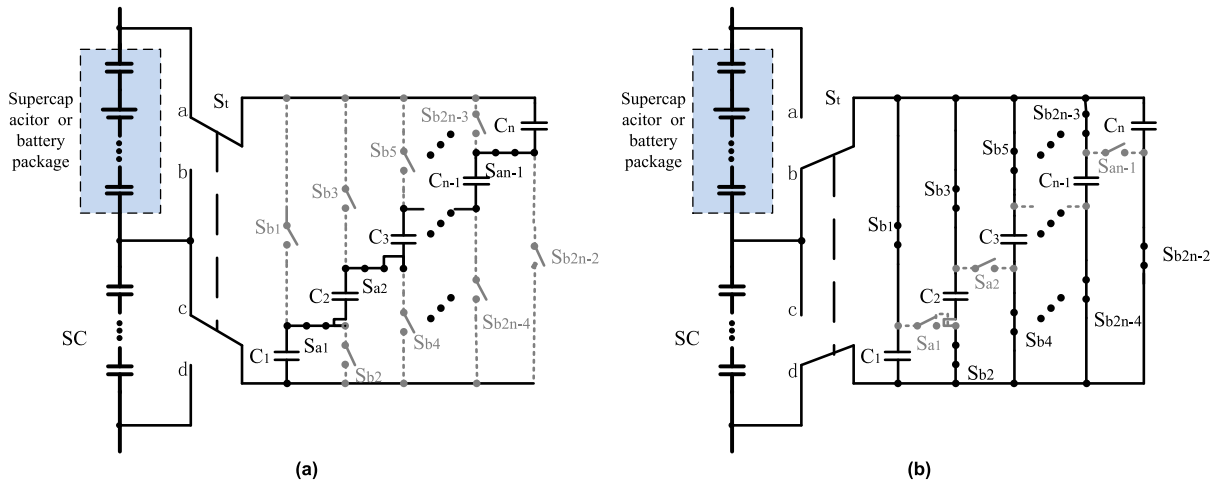 Supercap
acitor or
battery
package
SC
a
b
c
d
St
Sb1
Sb3
Sb5
Sb2n-3
Cn
San-1
Cn-1
C3
Sa2
C2
Sa1
C1
Sb2
Sb4
Sb2n-4
Sb2n-2
(a)
Supercap
acitor or
battery
package
SC
a
b
c
d
St
Sb1
Sb3
Sb5
Sb2n-3
Cn
San-1
Cn-1
C3
Sa2
C2
Sa1
C1
Sb2
Sb4
Sb2n-4
Sb2n-2
(b)